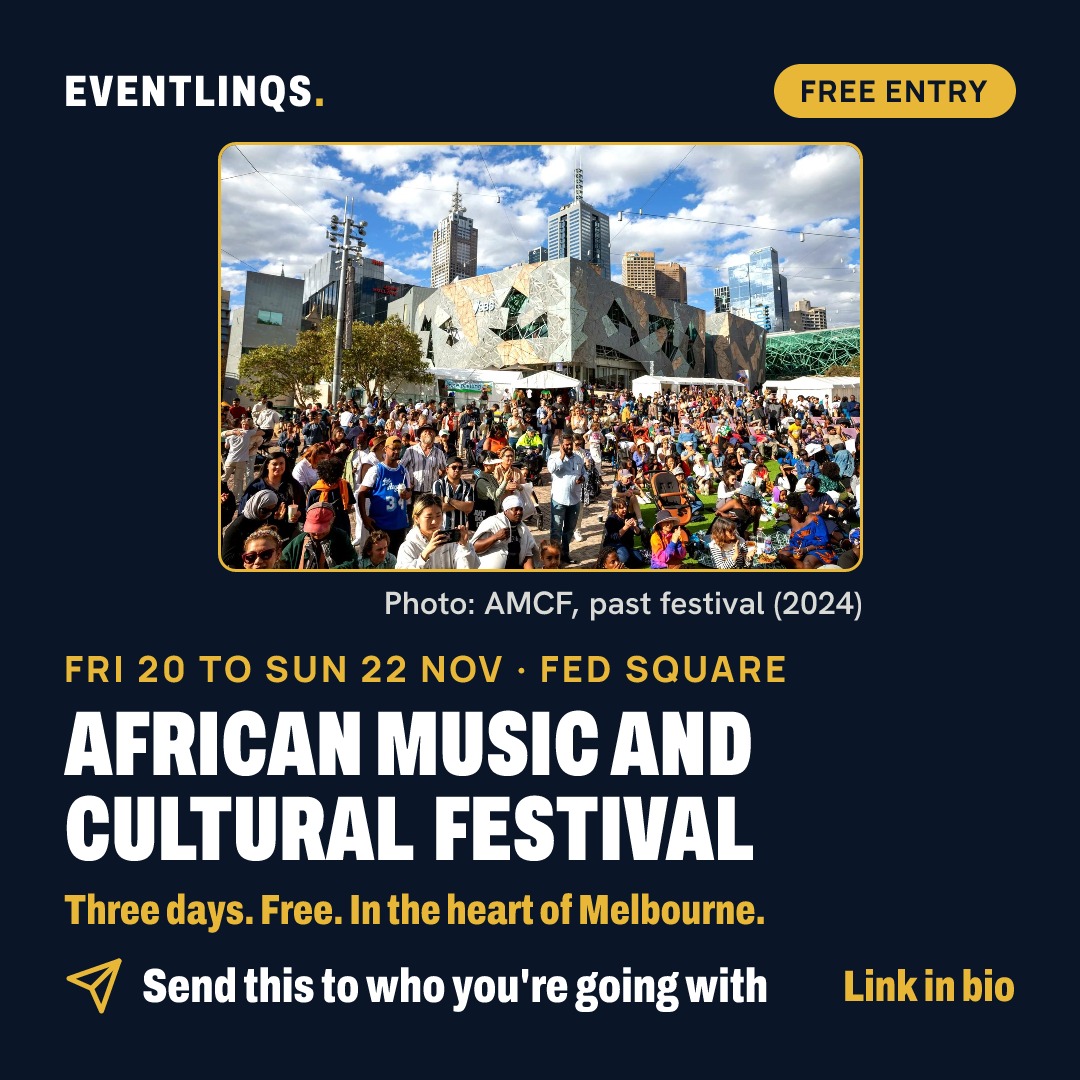 EVENTLINQS.
FREE ENTRY
Photo: AMCF, past festival (2024)
FRI 20 TO SUN 22 NOV · FED SQUARE
AFRICAN MUSIC AND
CULTURAL FESTIVAL
Three days. Free. In the heart of Melbourne.
Send this to who you're going with
Link in bio